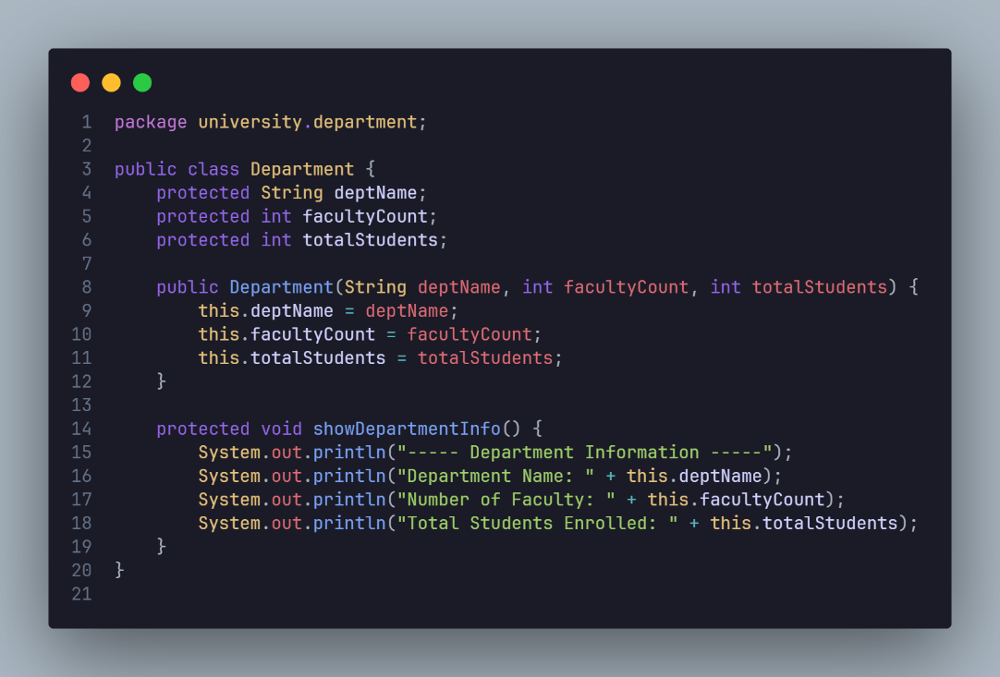 1 package university.department;
2
3 public class Department {
4     protected String deptName;
5     protected int facultyCount;
6     protected int totalStudents;
7
8     public Department(String deptName, int facultyCount, int totalStudents) {
9         this.deptName = deptName;
10         this.facultyCount = facultyCount;
11         this.totalStudents = totalStudents;
12     }
13
14     protected void showDepartmentInfo() {
15         System.out.println("----- Department Information -----");
16         System.out.println("Department Name: " + this.deptName);
17         System.out.println("Number of Faculty: " + this.facultyCount);
18         System.out.println("Total Students Enrolled: " + this.totalStudents);
19     }
20 }
21